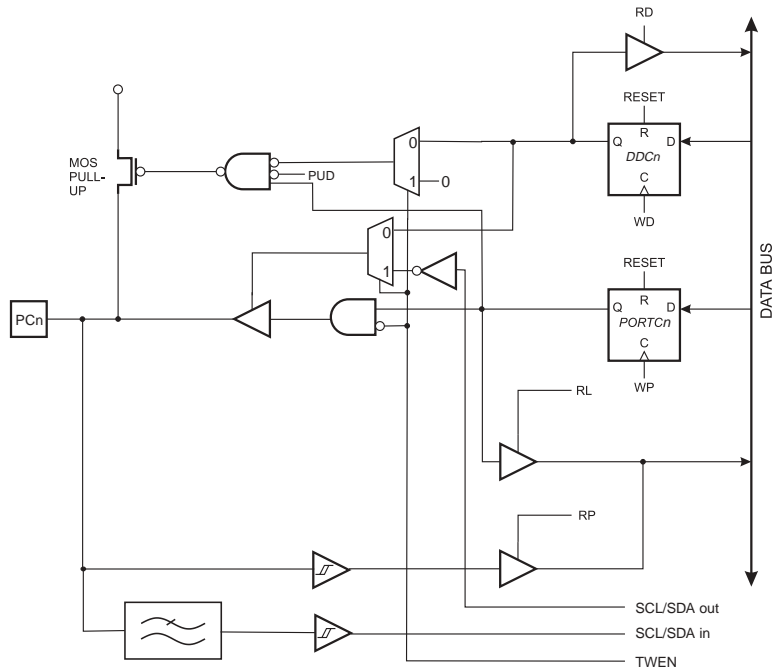 RD
RESET
R
Q
D
DDCn
C
WD
MOS
PULL-
UP
PUD
0
1
0
0
1
RESET
R
Q
D
PORTCn
C
WP
DATA BUS
PCn
RL
RP
SCL/SDA out
SCL/SDA in
TWEN